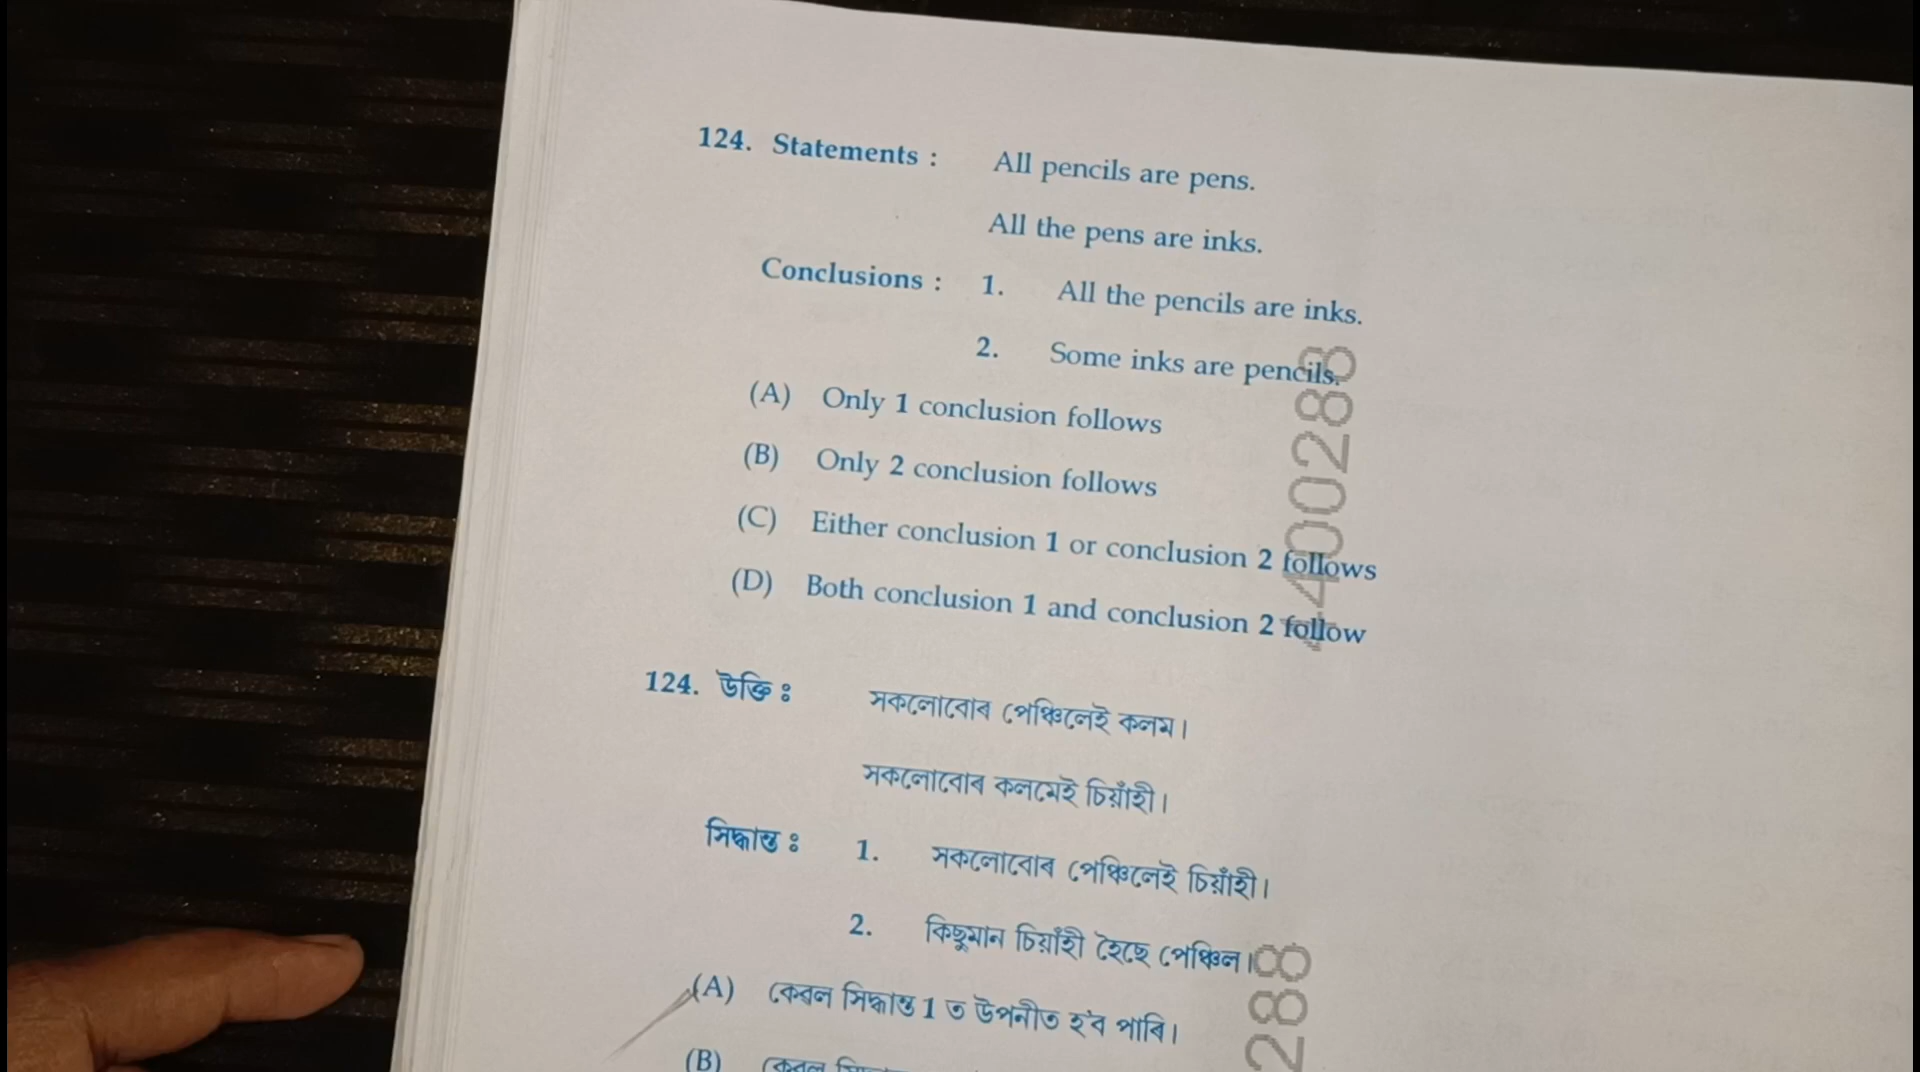 124. Statements : All pencils are pens.
All the pens are inks.
Conclusions : 1. All the pencils are inks.
2. Some inks are pencils.
(A) Only 1 conclusion follows
(B) Only 2 conclusion follows
(C) Either conclusion 1 or conclusion 2 follows
(D) Both conclusion 1 and conclusion 2 follow
124. উক্তি ঃ সকলোবোৰ পেঞ্চিলেই কলম।
সকলোবোৰ কলমেই চিয়াঁহী।
সিদ্ধান্ত ঃ 1. সকলোবোৰ পেঞ্চিলেই চিয়াঁহী।
2. কিছুমান চিয়াঁহী হৈছে পেঞ্চিল।
(A) কেৱল সিদ্ধান্ত 1 ত উপনীত হ'ব পাৰি।
(B) কেৱল